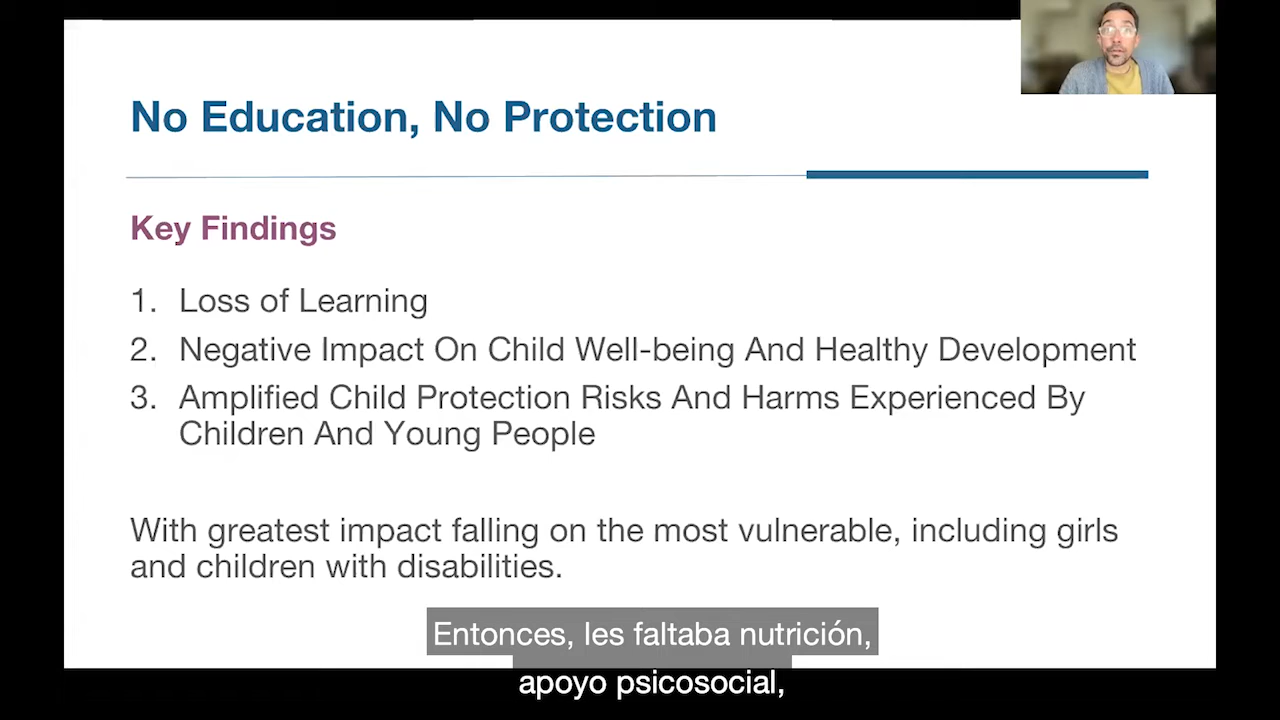 No Education, No Protection
Key Findings
1. Loss of Learning
2. Negative Impact On Child Well-being And Healthy Development
3. Amplified Child Protection Risks And Harms Experienced By
Children And Young People
With greatest impact falling on the most vulnerable, including girls
and children with disabilities.
Entonces, les faltaba nutrición,
apoyo psicosocial,